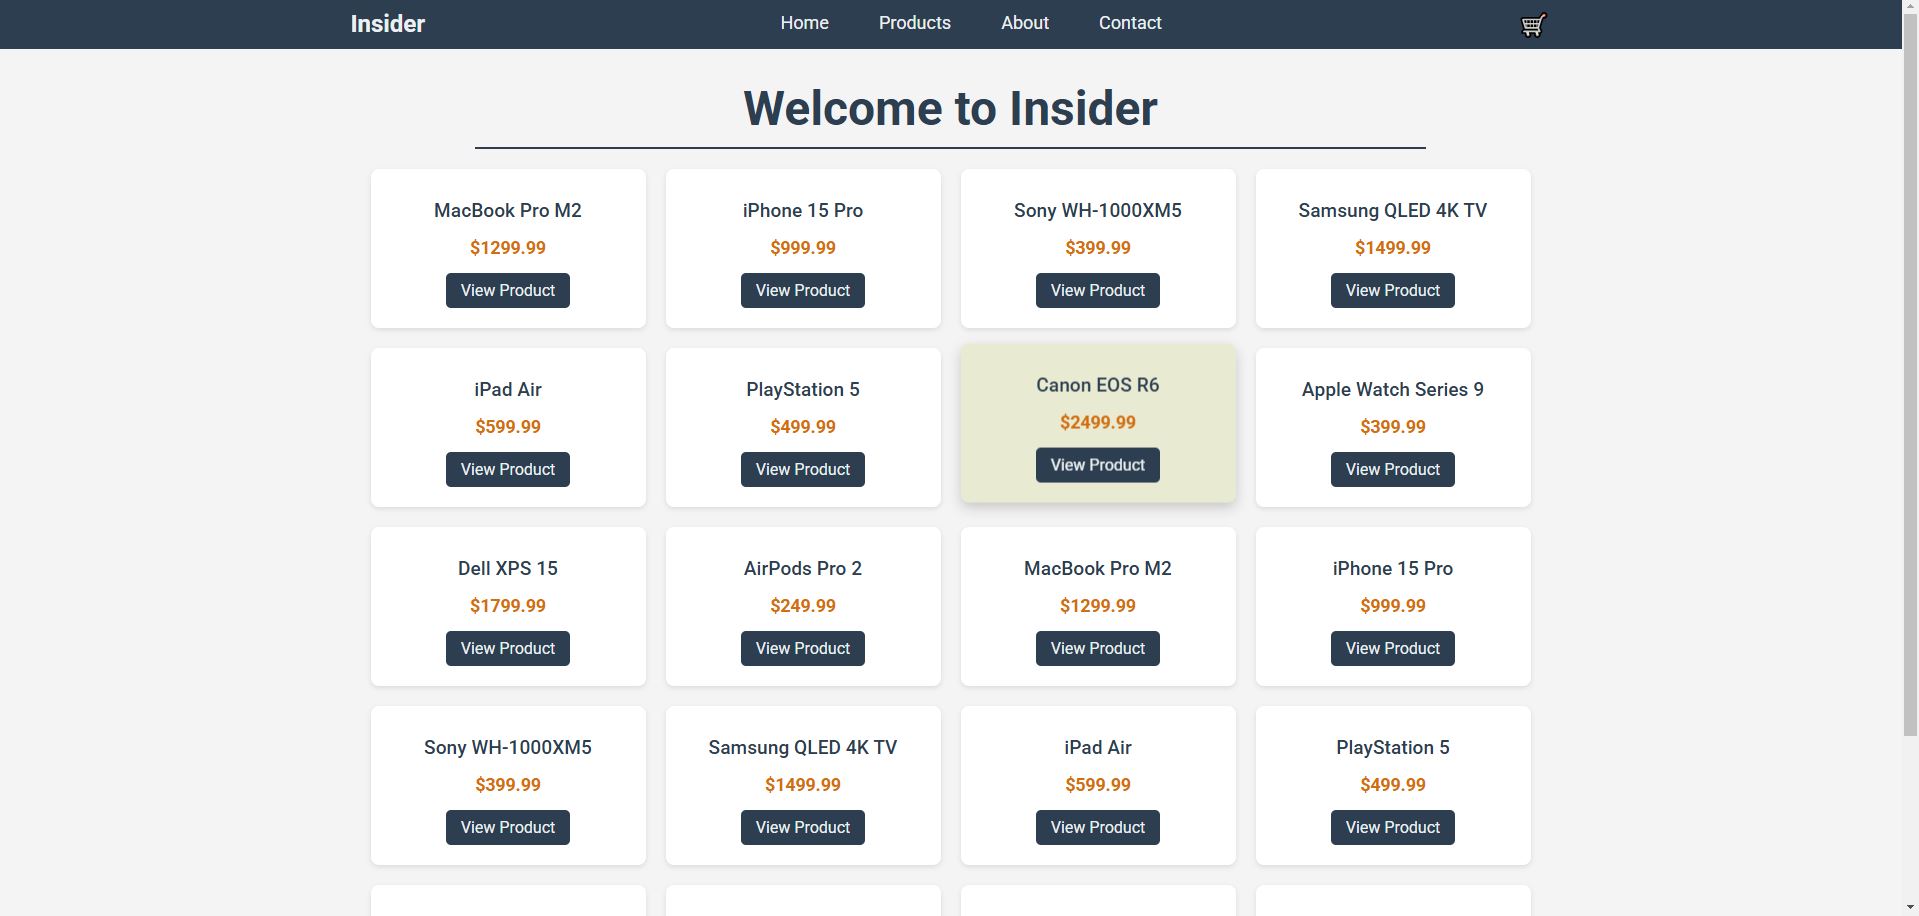 Insider
Home
Products
About
Contact
Welcome to Insider
MacBook Pro M2
$1299.99
View Product
iPhone 15 Pro
$999.99
View Product
Sony WH-1000XM5
$399.99
View Product
Samsung QLED 4K TV
$1499.99
View Product
iPad Air
$599.99
View Product
PlayStation 5
$499.99
View Product
Canon EOS R6
$2499.99
View Product
Apple Watch Series 9
$399.99
View Product
Dell XPS 15
$1799.99
View Product
AirPods Pro 2
$249.99
View Product
MacBook Pro M2
$1299.99
View Product
iPhone 15 Pro
$999.99
View Product
Sony WH-1000XM5
$399.99
View Product
Samsung QLED 4K TV
$1499.99
View Product
iPad Air
$599.99
View Product
PlayStation 5
$499.99
View Product